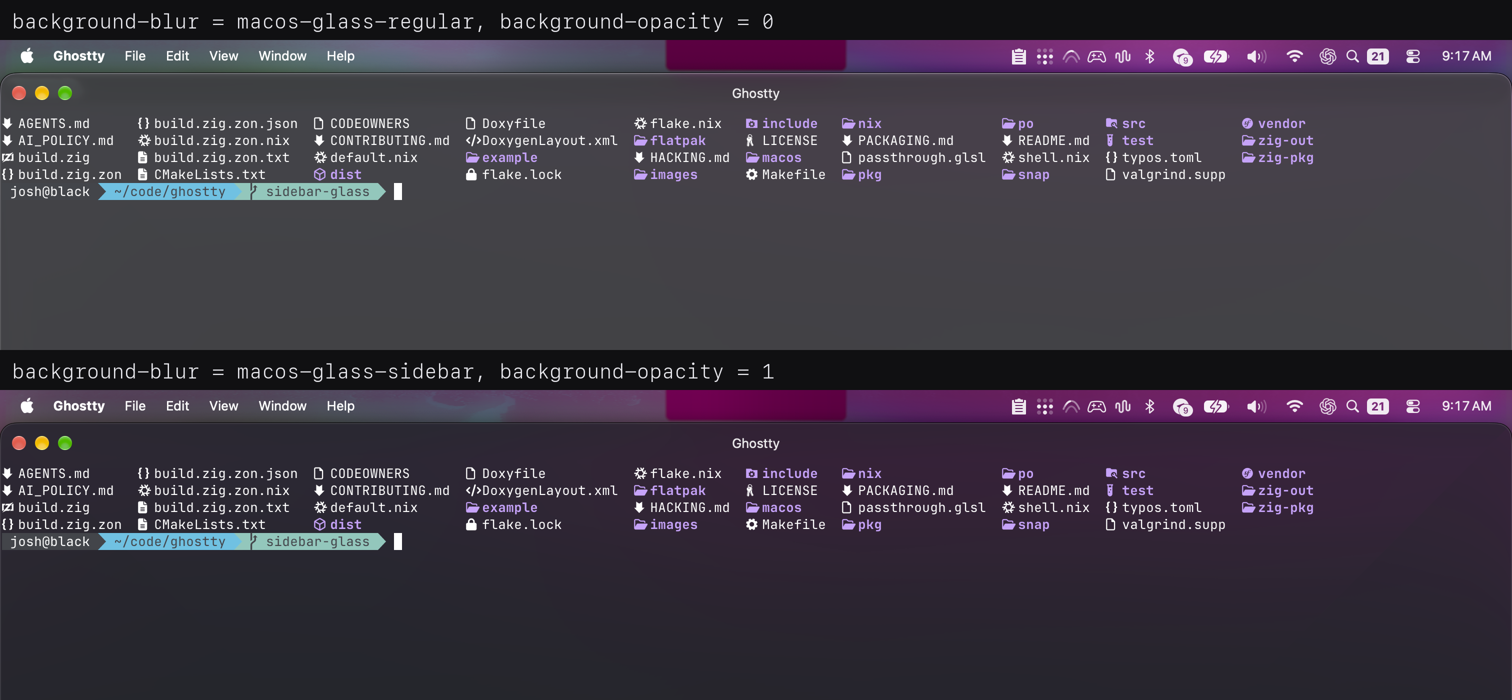 background-blur = macos-glass-regular, background-opacity = 0
Ghostty File Edit View Window Help 9 21 9:17 AM
Ghostty
AGENTS.md {} build.zig.zon.json CODEOWNERS Doxyfile flake.nix include nix po src vendor
AI_POLICY.md build.zig.zon.nix CONTRIBUTING.md </> DoxygenLayout.xml flatpak LICENSE PACKAGING.md README.md test zig-out
build.zig build.zig.zon.txt default.nix example HACKING.md macos passthrough.glsl shell.nix {} typos.toml zig-pkg
{} build.zig.zon CMakeLists.txt dist flake.lock images Makefile pkg snap valgrind.supp
josh@black ~/code/ghostty sidebar-glass
background-blur = macos-glass-sidebar, background-opacity = 1
Ghostty File Edit View Window Help 9 21 9:17 AM
Ghostty
AGENTS.md {} build.zig.zon.json CODEOWNERS Doxyfile flake.nix include nix po src vendor
AI_POLICY.md build.zig.zon.nix CONTRIBUTING.md </> DoxygenLayout.xml flatpak LICENSE PACKAGING.md README.md test zig-out
build.zig build.zig.zon.txt default.nix example HACKING.md macos passthrough.glsl shell.nix {} typos.toml zig-pkg
{} build.zig.zon CMakeLists.txt dist flake.lock images Makefile pkg snap valgrind.supp
josh@black ~/code/ghostty sidebar-glass